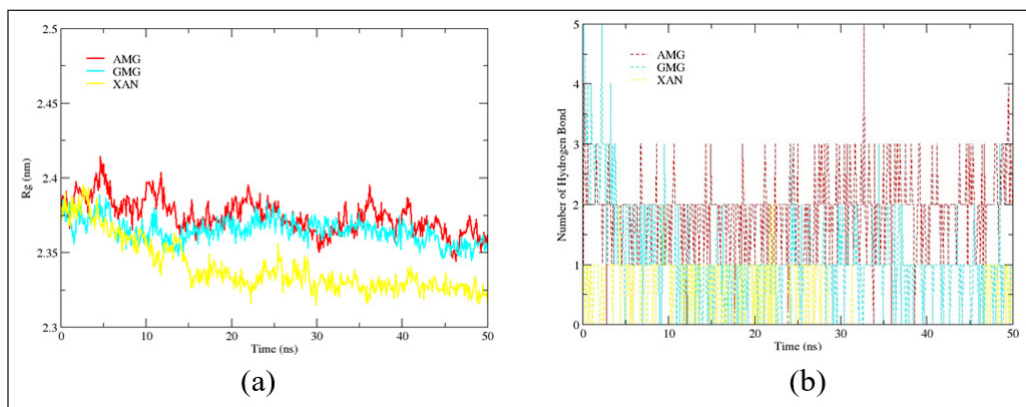 2.5
2.45
2.4
2.35
2.3
Rg (nm)
AMG
GMG
XAN
0 10 20 30 40 50
Time (ns)
(a)
5
4
3
2
1
0
Number of Hydrogen Bond
AMG
GMG
XAN
0 10 20 30 40 50
Time (ns)
(b)